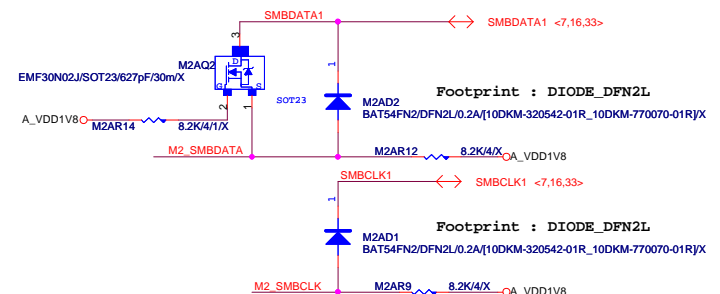 SMBDATA1
SMBDATA1 <7,16,33>
3
D
M2AQ2
EMF30N02J/SOT23/627pF/30m/X
G
S
SOT23
2
1
1
Footprint : DIODE_DFN2L
M2AD2
BAT54FN2/DFN2L/0.2A/[10DKM-320542-01R_10DKM-770070-01R]/X
A_VDD1V8
M2AR14
8.2K/4/1/X
M2_SMBDATA
M2AR12
8.2K/4/X
A_VDD1V8
SMBCLK1
SMBCLK1 <7,16,33>
1
Footprint : DIODE_DFN2L
M2AD1
BAT54FN2/DFN2L/0.2A/[10DKM-320542-01R_10DKM-770070-01R]/X
M2_SMBCLK
M2AR9
8.2K/4/X
A_VDD1V8